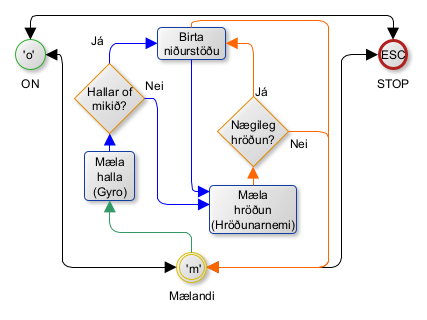 'o'
ON
Já
Birta
niðurstöðu
ESC
STOP
Hallar of
mikið?
Nei
Já
Nægileg
hröðun?
Nei
Mæla
halla
(Gyro)
Mæla
hröðun
(Hröðunarnemi)
'm'
Mælandi